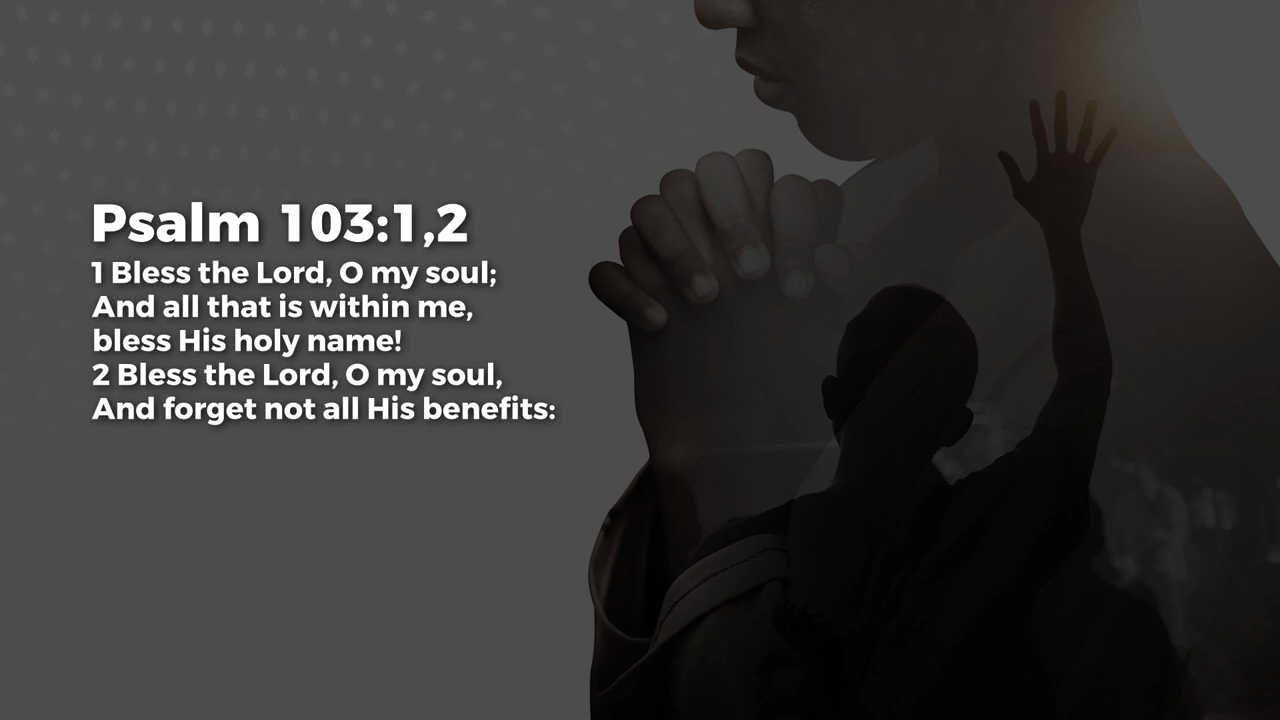 Psalm 103:1,2
1 Bless the Lord, O my soul;
And all that is within me,
bless His holy name!
2 Bless the Lord, O my soul,
And forget not all His benefits: